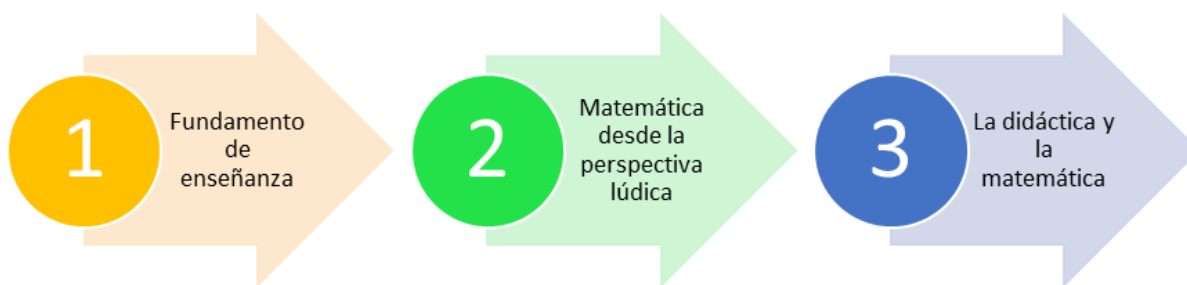 1
Fundamento
de
enseñanza
2
Matemática
desde la
perspectiva
lúdica
3
La didáctica y
la
matemática